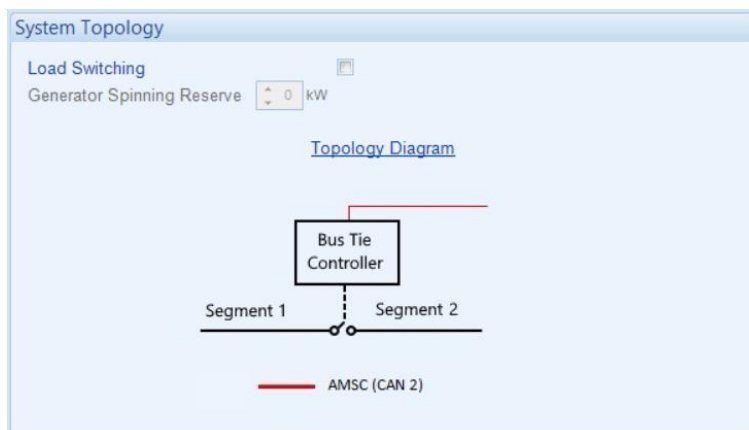 System Topology
Load Switching
Generator Spinning Reserve 0 kW
Topology Diagram
Bus Tie
Controller
Segment 1 Segment 2
AMSC (CAN 2)